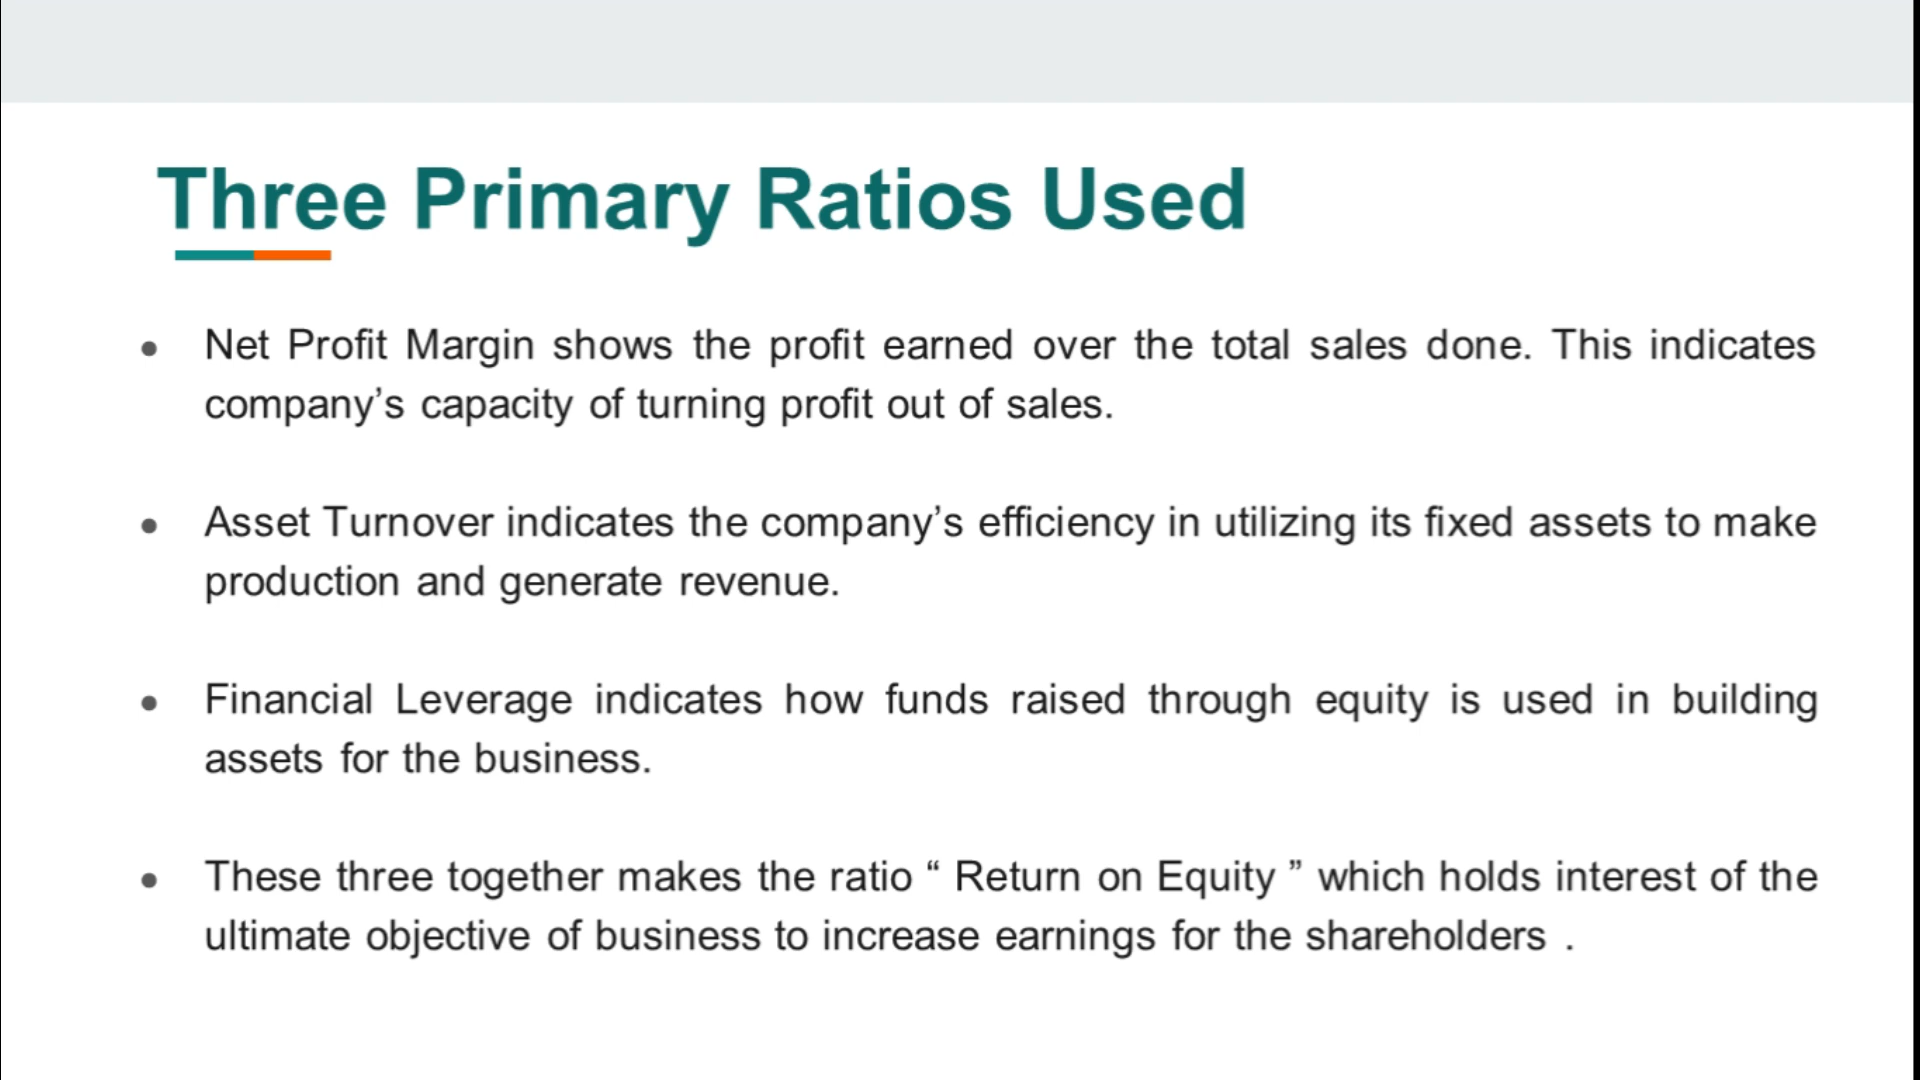 Three Primary Ratios Used
● Net Profit Margin shows the profit earned over the total sales done. This indicates
company’s capacity of turning profit out of sales.
● Asset Turnover indicates the company’s efficiency in utilizing its fixed assets to make
production and generate revenue.
● Financial Leverage indicates how funds raised through equity is used in building
assets for the business.
● These three together makes the ratio “ Return on Equity ” which holds interest of the
ultimate objective of business to increase earnings for the shareholders .